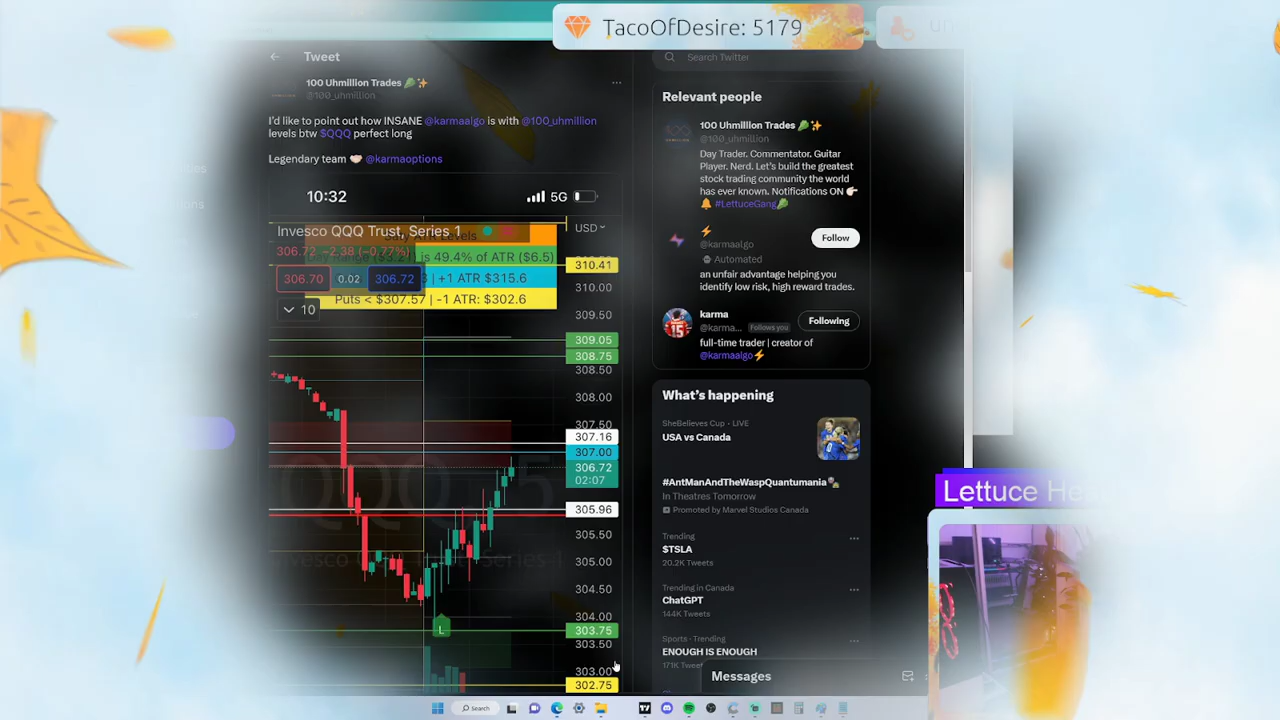 TacoOfDesire: 5179
Tweet
Search Twitter
100 Uhmillion Trades
@100_uhmillion
I'd like to point out how INSANE @karmaalgo is with @100_uhmillion
levels btw $QQQ perfect long
Legendary team 🤝 @karmaoptions
10:32
5G
Invesco QQQ Trust, Series 1
USD
306.72 −2.38 (−0.77%)
is 49.4% of ATR ($6.5)
306.70
0.02
306.72
| +1 ATR $315.6
Puts < $307.57 | -1 ATR: $302.6
10
310.41
310.00
309.50
309.05
308.75
308.50
308.00
307.50
307.16
307.00
306.72
02:07
305.96
305.50
305.00
304.50
304.00
303.75
303.50
303.00
302.75
L
Relevant people
100 Uhmillion Trades
@100_uhmillion
Day Trader. Commentator. Guitar
Player. Nerd. Let's build the greatest
stock trading community the world
has ever known. Notifications ON 👉
🔔 #LettuceGang
⚡
@karmaalgo
Follow
Automated
an unfair advantage helping you
identify low risk, high reward trades.
karma
@karma... Follows you
Following
full-time trader | creator of
@karmaalgo⚡
What's happening
SheBelieves Cup · LIVE
USA vs Canada
#AntManAndTheWaspQuantumania
In Theatres Tomorrow
Promoted by Marvel Studios Canada
Trending
$TSLA
20.2K Tweets
Trending in Canada
ChatGPT
144K Tweets
Sports · Trending
ENOUGH IS ENOUGH
171K
Messages
Lettuce
Search